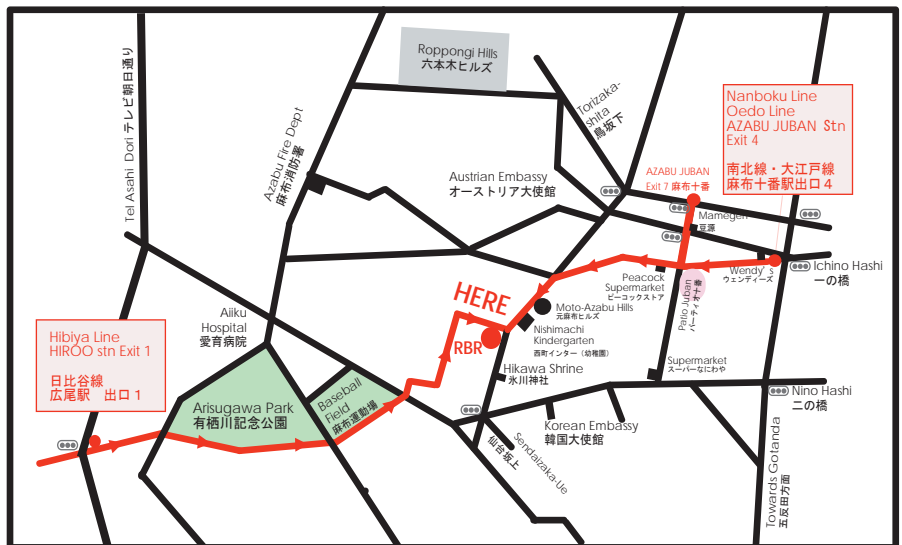 Roppongi Hills
六本木ヒルズ
Tel Asahi Dori テレビ朝日通り
Azabu Fire Dept
麻布消防署
Torizaka-
shita
鳥坂下
Nanboku Line
Oedo Line
AZABU JUBAN Stn
Exit 4
南北線・大江戸線
麻布十番駅出口４
Austrian Embassy
オーストリア大使館
AZABU JUBAN
Exit 7 麻布十番
Mamegen
豆源
Wendy’s
ウェンディーズ
Ichino Hashi
一の橋
Peacock
Supermarket
ピーコックストア
Patio Juban
パーティオ十番
HERE
RBR
Moto-Azabu Hills
元麻布ヒルズ
Nishimachi
Kindergarten
西町インター（幼稚園）
Aiiku
Hospital
愛育病院
Hibiya Line
HIROO stn Exit 1
日比谷線
広尾駅　出口１
Hikawa Shrine
氷川神社
Supermarket
スーパーなにわや
Nino Hashi
二の橋
Arisugawa Park
有栖川記念公園
Baseball
Field
麻布運動場
Korean Embassy
韓国大使館
Sendaizaka-Ue
仙台坂上
Towards Gotanda
五反田方面